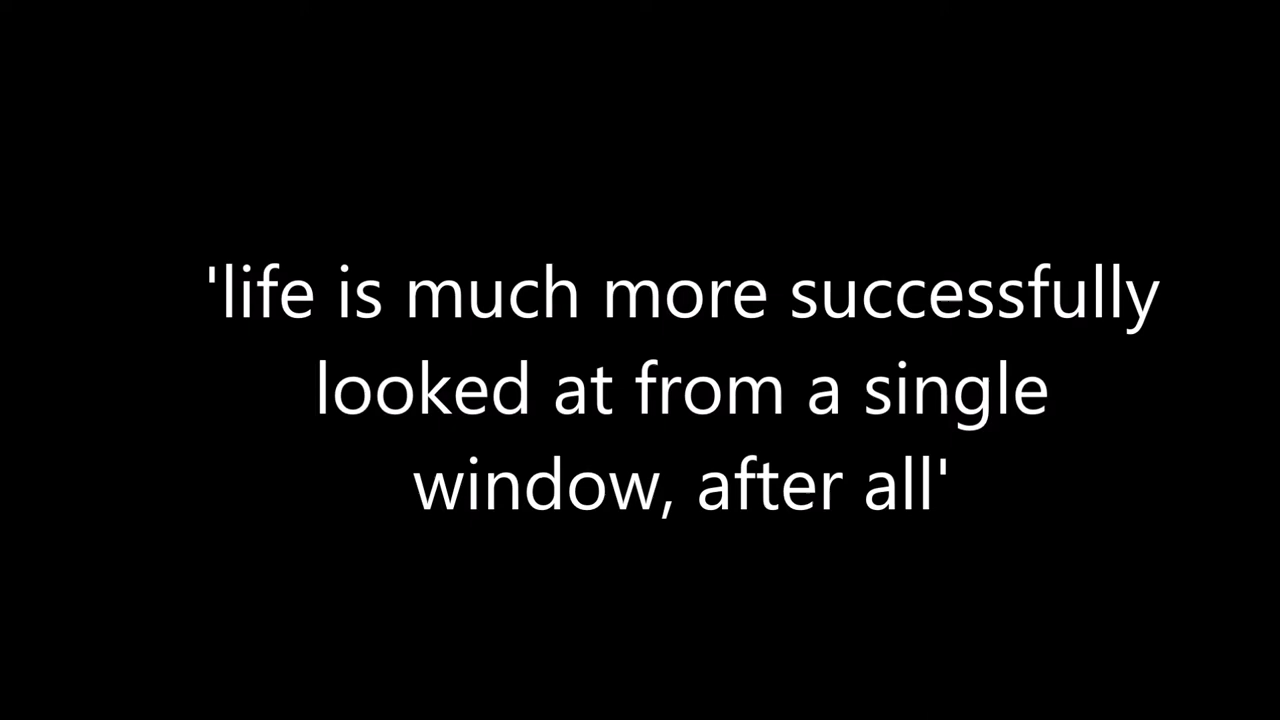 'life is much more successfully
looked at from a single
window, after all'